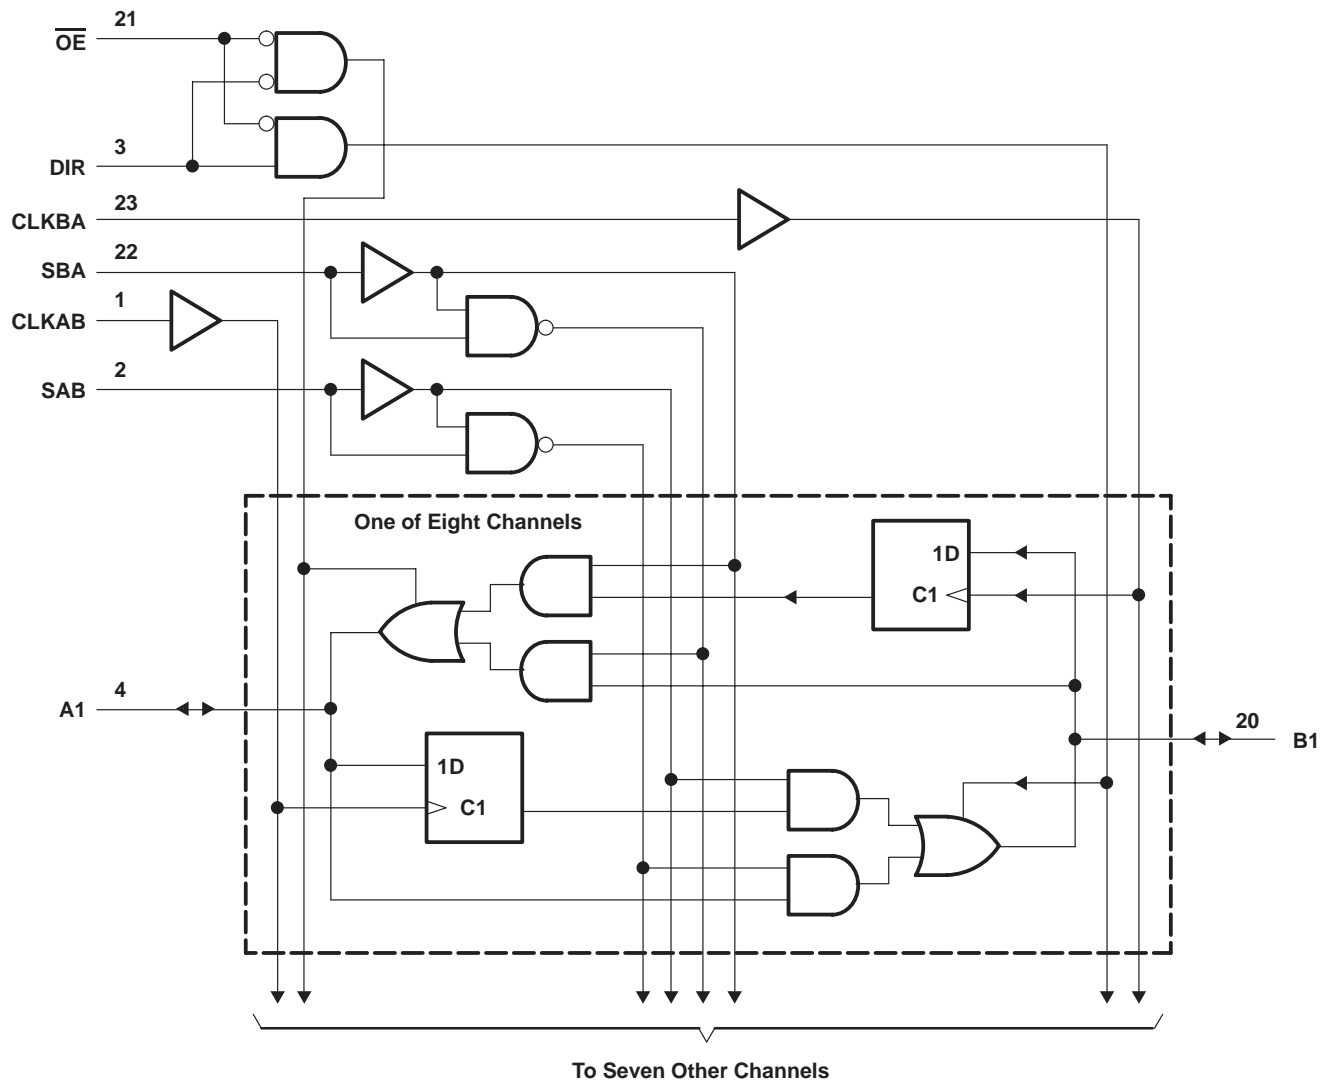 21
OE
3
DIR
23
CLKBA
22
SBA
1
CLKAB
2
SAB
One of Eight Channels
1D
C1
4
A1
20
B1
1D
C1
To Seven Other Channels